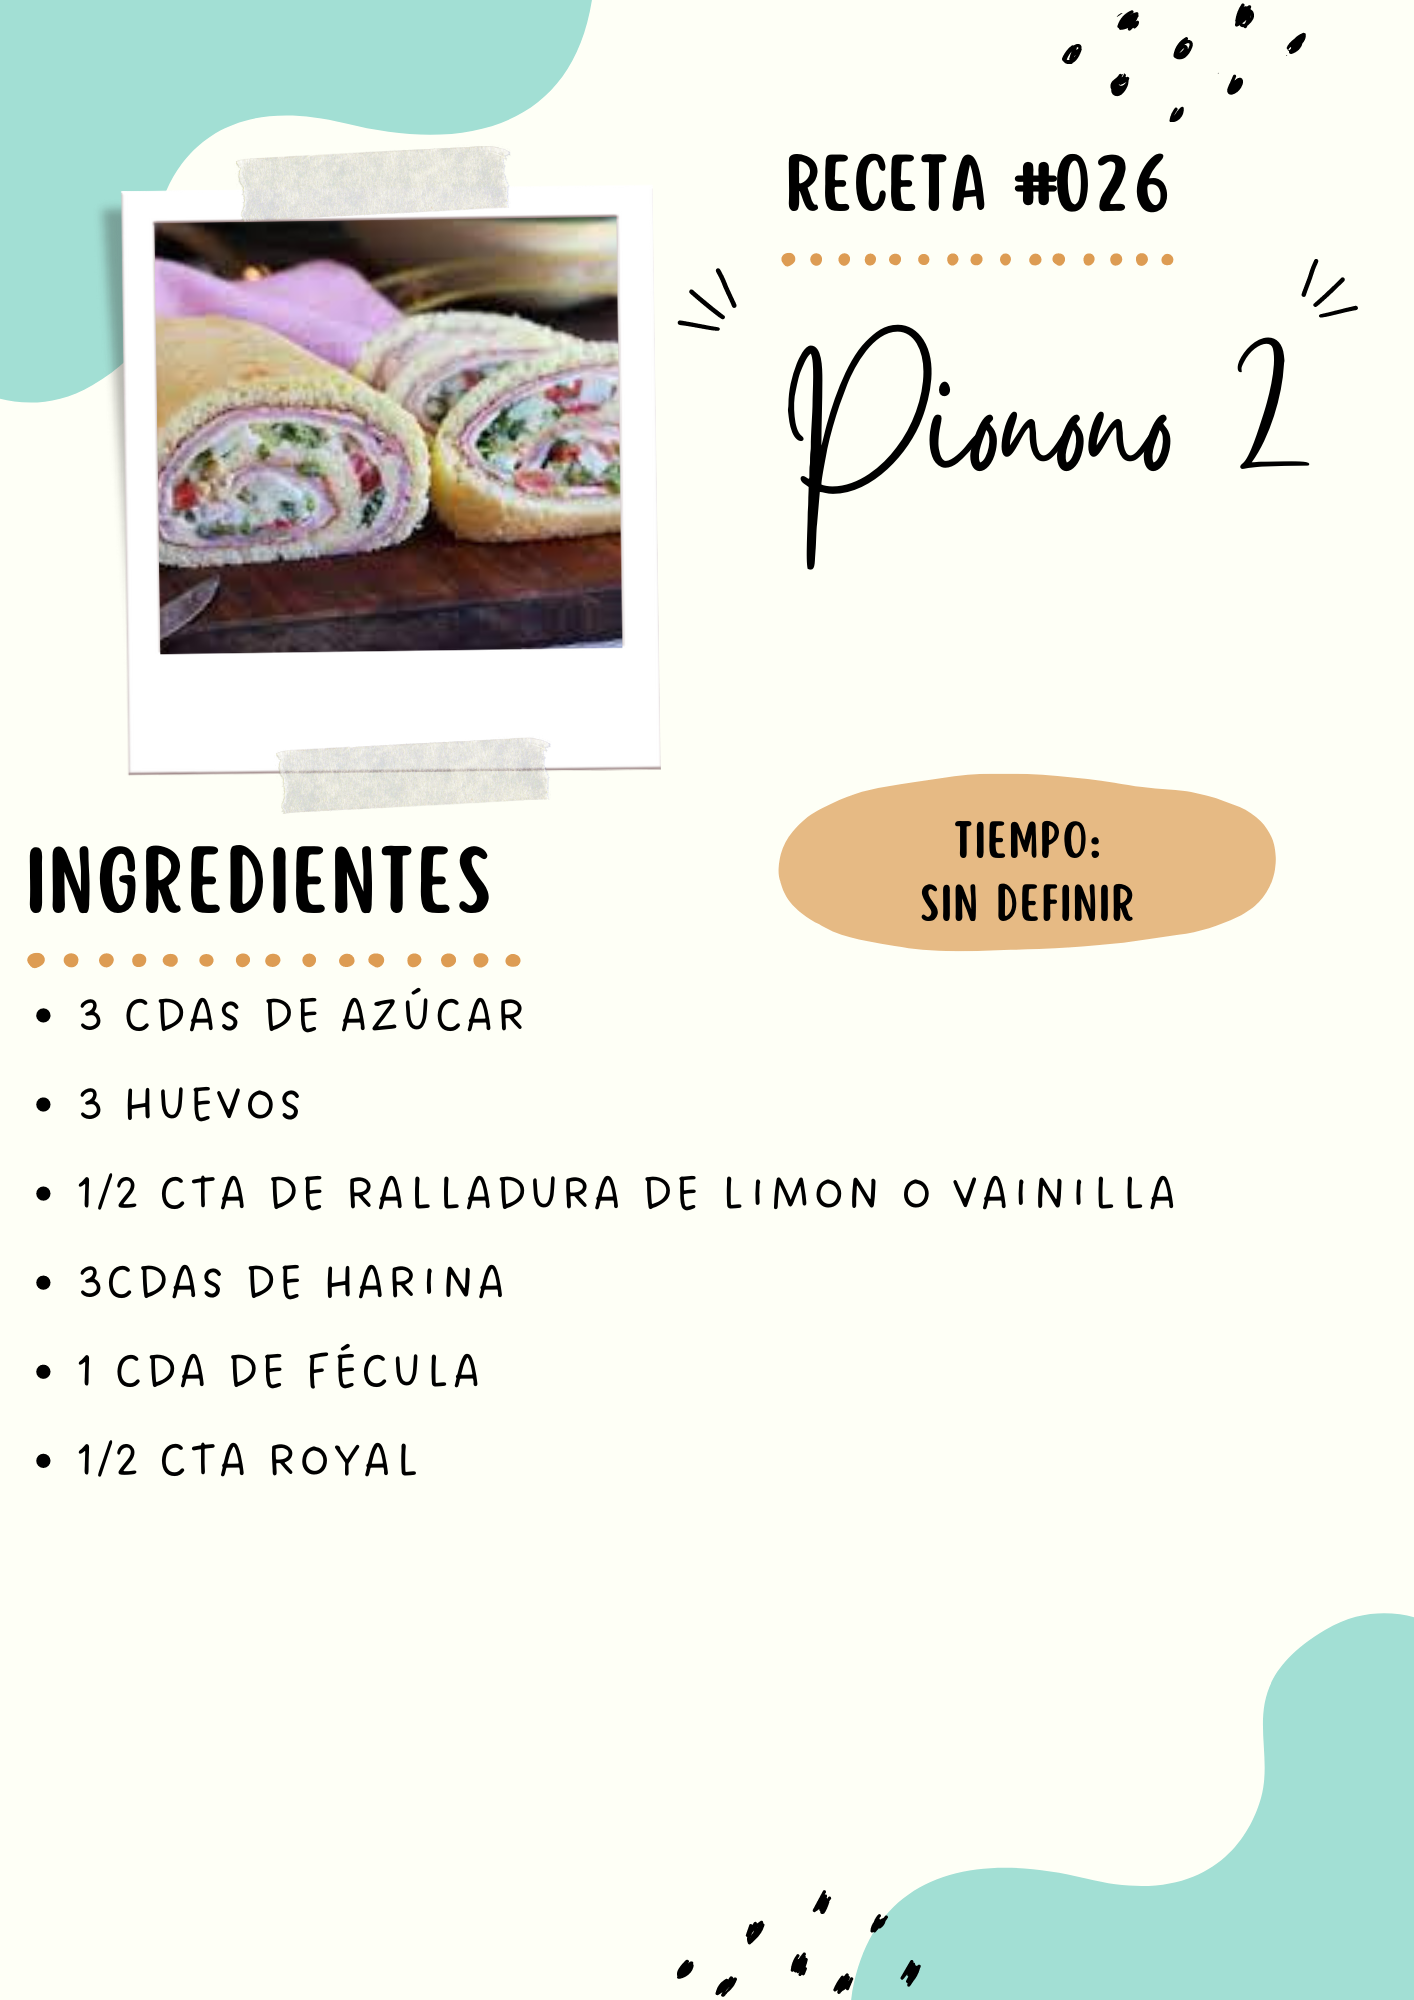 RECETA #026
Pionono 2
TIEMPO:
SIN DEFINIR
INGREDIENTES
• 3 CDAS DE AZÚCAR
• 3 HUEVOS
• 1/2 CTA DE RALLADURA DE LIMON O VAINILLA
• 3CDAS DE HARINA
• 1 CDA DE FÉCULA
• 1/2 CTA ROYAL